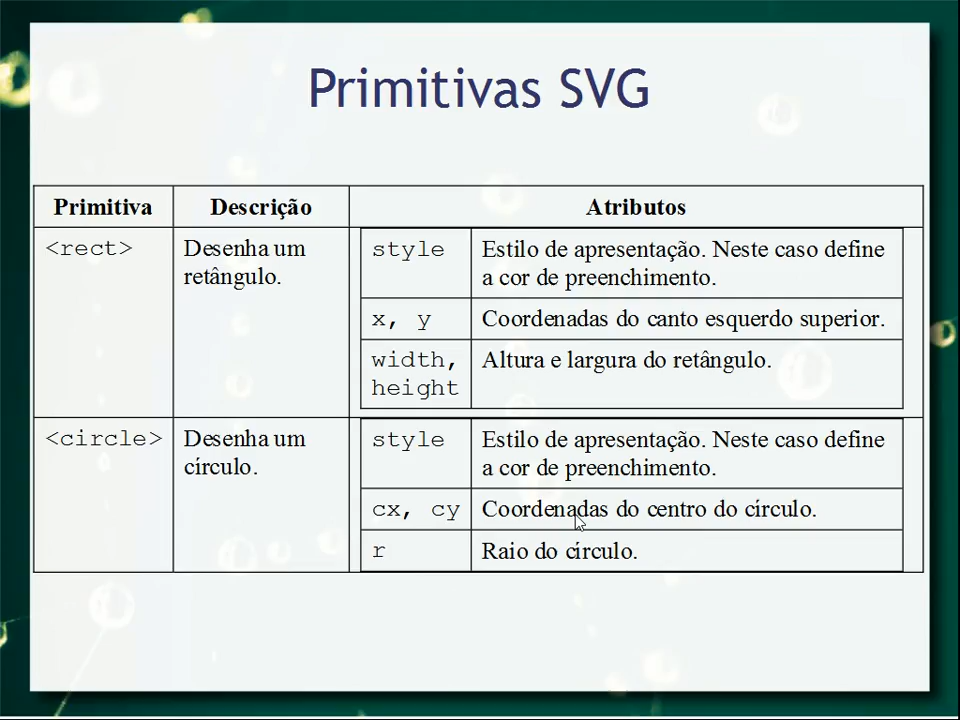 Primitivas SVG
Primitiva Descrição Atributos
<rect> Desenha um retângulo.
style Estilo de apresentação. Neste caso define
a cor de preenchimento.
x, y Coordenadas do canto esquerdo superior.
width, height Altura e largura do retângulo.
<circle> Desenha um círculo.
style Estilo de apresentação. Neste caso define
a cor de preenchimento.
cx, cy Coordenadas do centro do círculo.
r Raio do círculo.